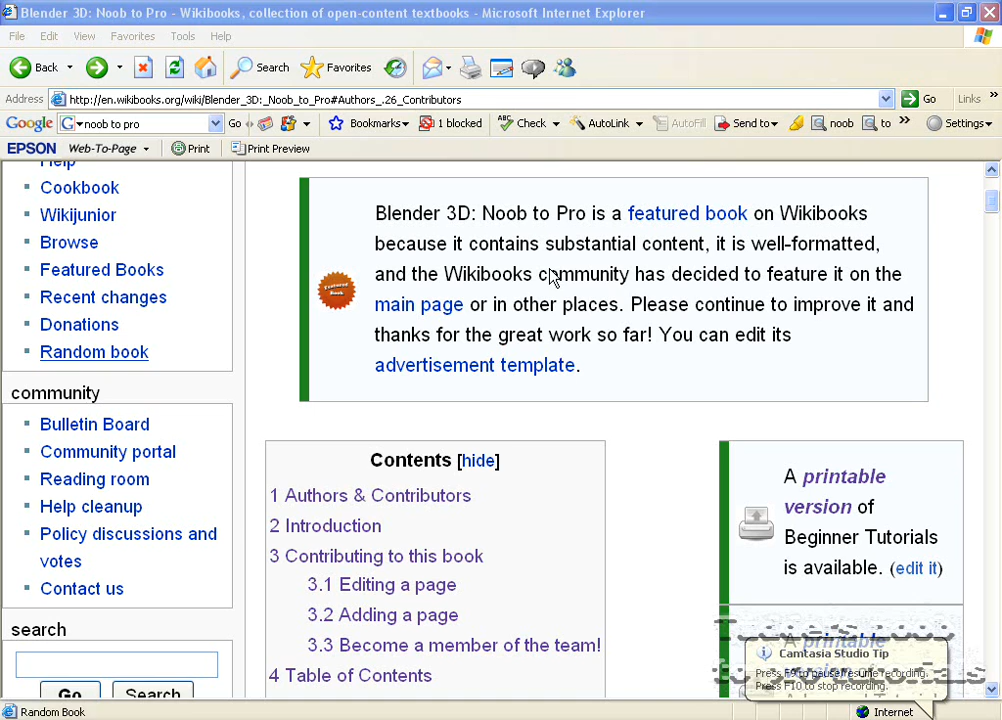 Blender 3D: Noob to Pro - Wikibooks, collection of open-content textbooks - Microsoft Internet Explorer
File Edit View Favorites Tools Help
Back Search Favorites
Address http://en.wikibooks.org/wiki/Blender_3D:_Noob_to_Pro#Authors_.26_Contributors Go Links »
Google G noob to pro Go Bookmarks 1 blocked Check AutoLink AutoFill Send to noob to » Settings
EPSON Web-To-Page Print Print Preview
Help
Cookbook
Wikijunior
Browse
Featured Books
Recent changes
Donations
Random book
community
Bulletin Board
Community portal
Reading room
Help cleanup
Policy discussions and
votes
Contact us
search
Go Search
Blender 3D: Noob to Pro is a featured book on Wikibooks
because it contains substantial content, it is well-formatted,
and the Wikibooks community has decided to feature it on the
main page or in other places. Please continue to improve it and
thanks for the great work so far! You can edit its
advertisement template.
Featured
Book
Contents [hide]
1 Authors & Contributors
2 Introduction
3 Contributing to this book
3.1 Editing a page
3.2 Adding a page
3.3 Become a member of the team!
4 Table of Contents
A printable
version of
Beginner Tutorials
is available. (edit it)
A printable
Camtasia Studio Tip
Press F9 to pause/resume recording.
Press F10 to stop recording.
Random Book Internet